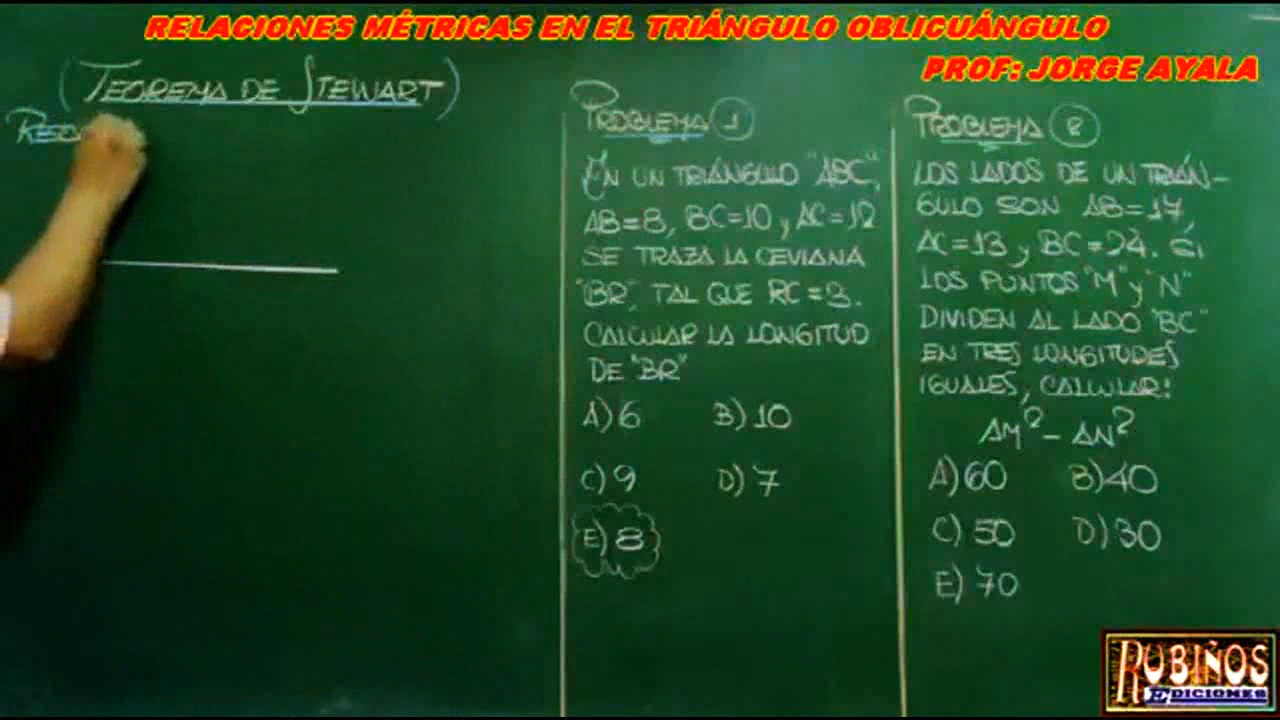 RELACIONES MÉTRICAS EN EL TRIÁNGULO OBLICUÁNGULO
PROF: JORGE AYALA
(TEOREMA DE STEWART)
PROBLEMA 1
EN UN TRIÁNGULO "ABC",
AB=8, BC=10 y AC=12
SE TRAZA LA CEVIANA
"BR", TAL QUE RC=3.
CALCULAR LA LONGITUD
DE "BR"
A) 6 B) 10
C) 9 D) 7
E) 8
PROBLEMA 2
LOS LADOS DE UN TRIÁN-
GULO SON AB=17,
AC=13 y BC=24. Si
LOS PUNTOS "M" y "N"
DIVIDEN AL LADO "BC"
EN TRES LONGITUDES
IGUALES, CALCULAR:
AM² - AN²
A) 60 B) 40
C) 50 D) 30
E) 70
RUBIÑOS
EDICIONES